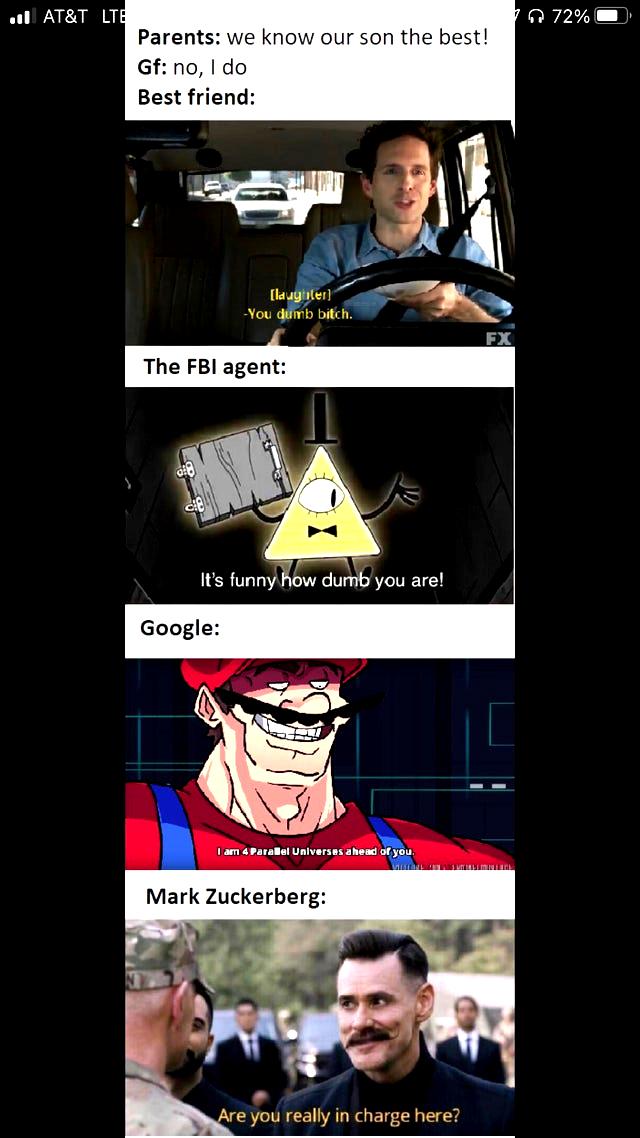 AT&T LTE 72%
Parents: we know our son the best!
Gf: no, I do
Best friend:
[laughter]
-You dumb bitch.
FX
The FBI agent:
It's funny how dumb you are!
Google:
I am 4 Parallel Universes ahead of you.
Mark Zuckerberg:
Are you really in charge here?